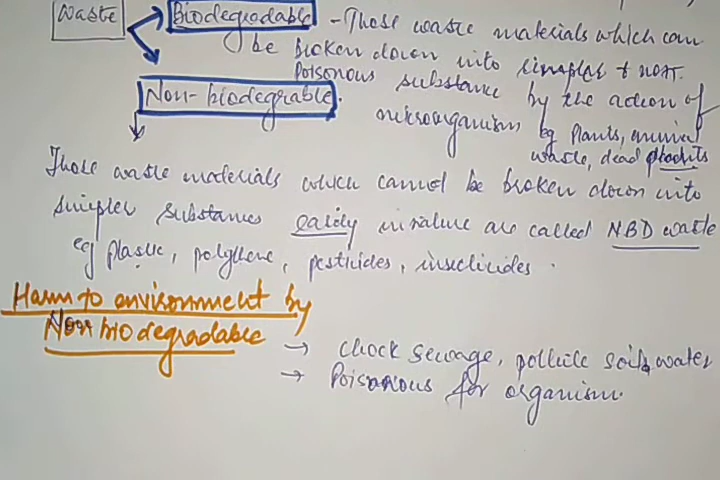 Waste
Biodegradable - Those waste materials which can
be broken down into simpler & non-
poisonous substance by the action of
microorganism eg plants, animal
waste, dead products
Non-biodegrable.
Those waste materials which cannot be broken down into
simpler substances easily in nature are called NBD waste
eg plastic, polythene, pesticides, insecticides.
Harm to environment by
Non biodegradable
→ chock sewage, pollute soil, water
→ Poisonous for organism.